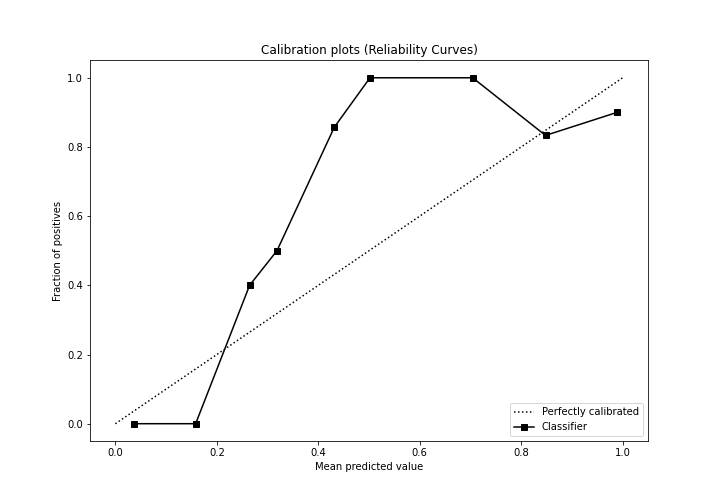 Calibration plots (Reliability Curves)
1.0
0.8
0.6
0.4
0.2
0.0
Fraction of positives
0.0 0.2 0.4 0.6 0.8 1.0
Mean predicted value
Perfectly calibrated
Classifier